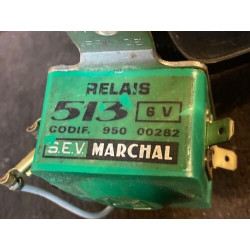 RELAIS
513 6 V
CODIF. 950 00282
S.E.V. MARCHAL